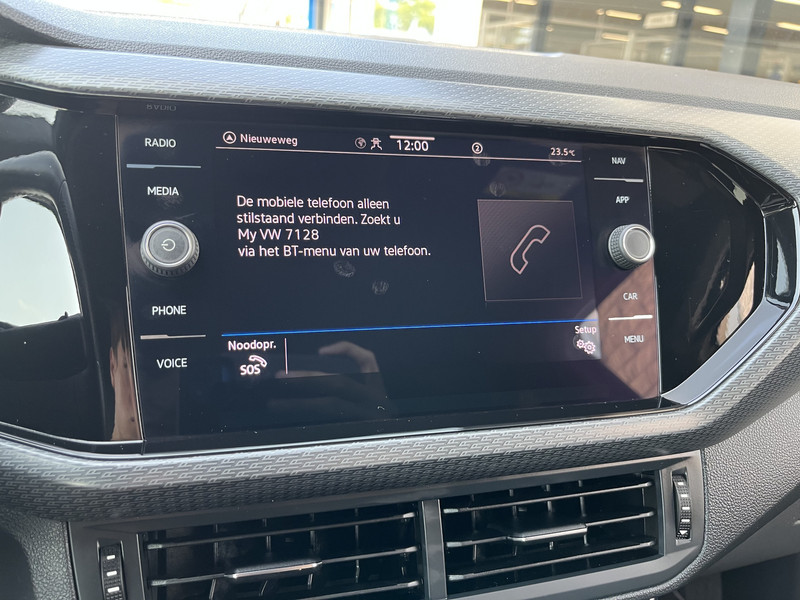 RADIO
MEDIA
PHONE
VOICE
Nieuweweg
12:00
2
23.5°C
De mobiele telefoon alleen
stilstaand verbinden. Zoekt u
My VW 7128
via het BT-menu van uw telefoon.
Noodopr.
SOS
Setup
NAV
APP
CAR
MENU